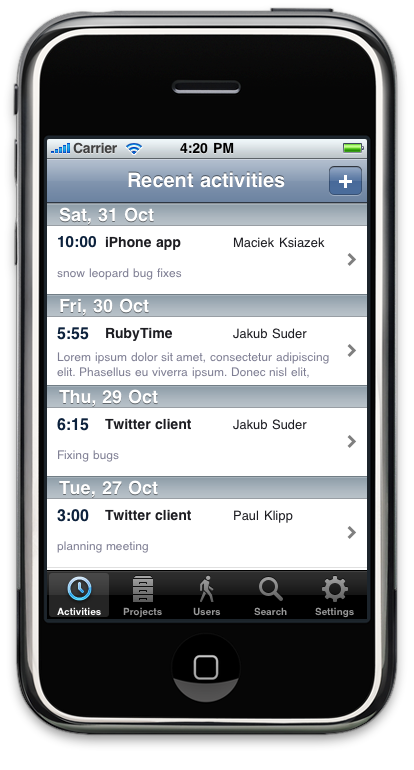 Carrier 4:20 PM
Recent activities +
Sat, 31 Oct
10:00 iPhone app Maciek Ksiazek
snow leopard bug fixes
Fri, 30 Oct
5:55 RubyTime Jakub Suder
Lorem ipsum dolor sit amet, consectetur adipiscing
elit. Phasellus eu viverra ipsum. Donec nisl elit,
Thu, 29 Oct
6:15 Twitter client Jakub Suder
Fixing bugs
Tue, 27 Oct
3:00 Twitter client Paul Klipp
planning meeting
Activities Projects Users Search Settings